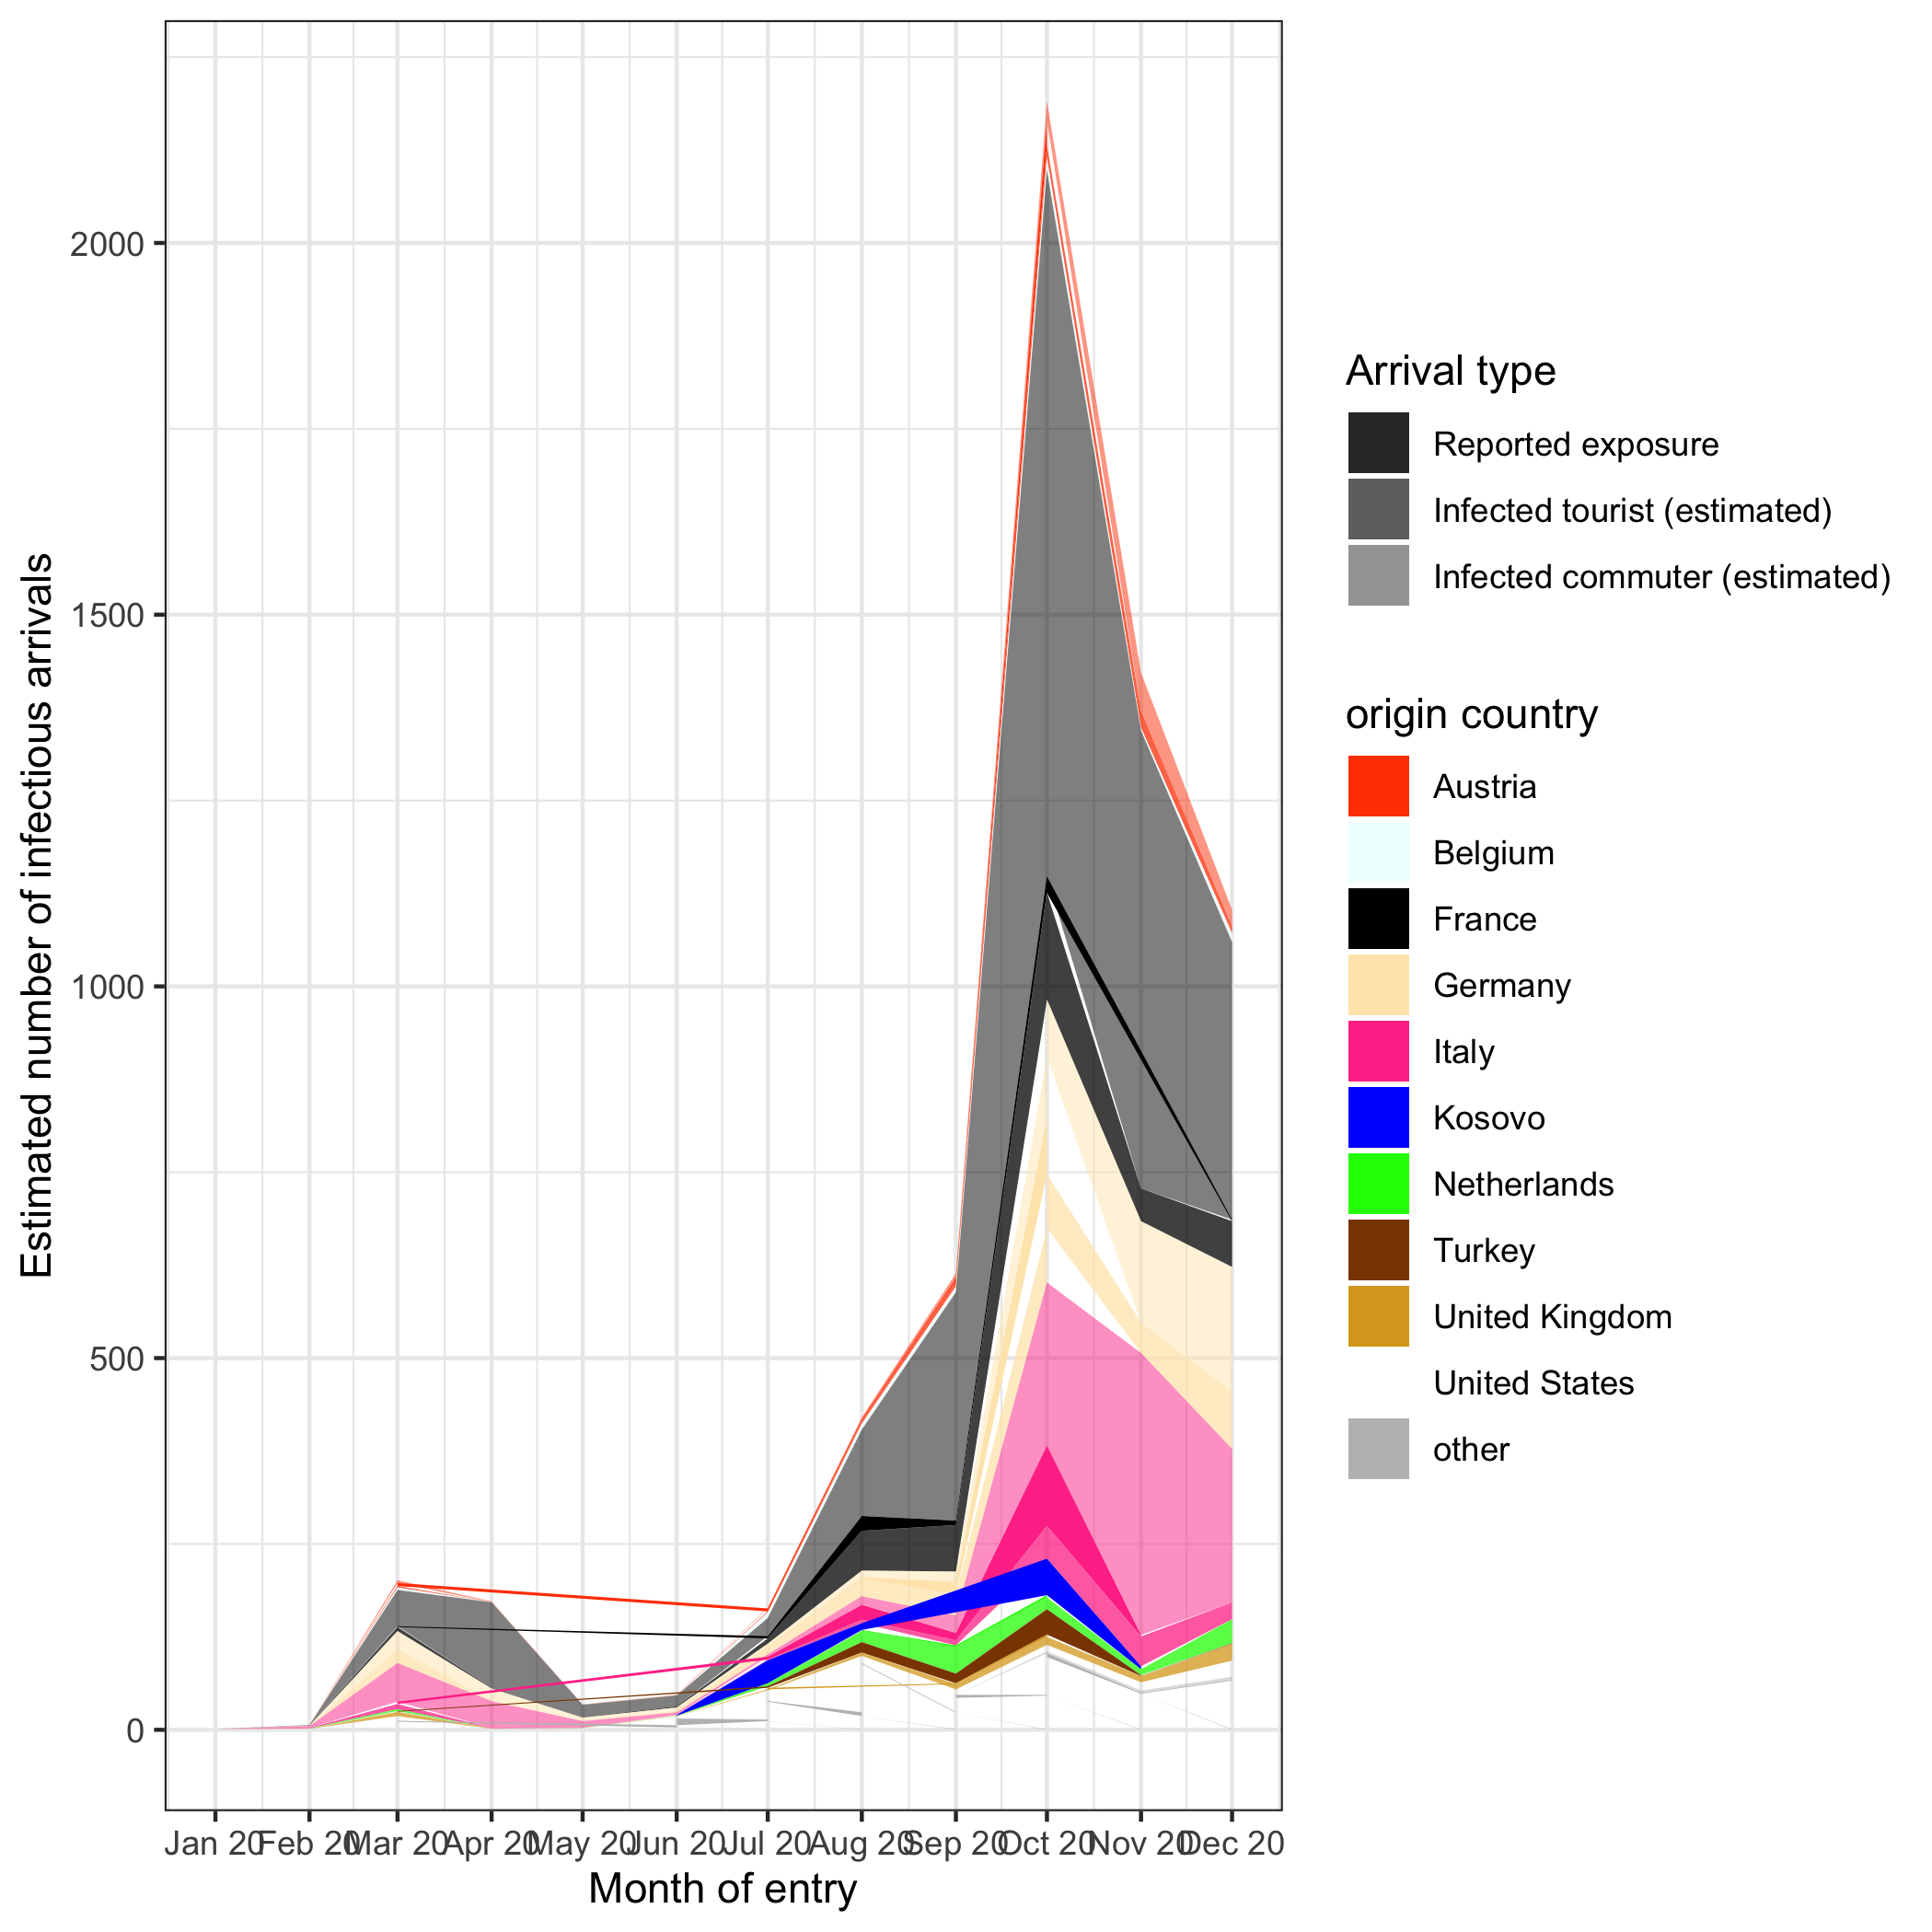 Estimated number of infectious arrivals
2000
1500
1000
500
0
Jan 20 Feb 20 Mar 20 Apr 20 May 20 Jun 20 Jul 20 Aug 20 Sep 20 Oct 20 Nov 20 Dec 20
Month of entry
Arrival type
Reported exposure
Infected tourist (estimated)
Infected commuter (estimated)
origin country
Austria
Belgium
France
Germany
Italy
Kosovo
Netherlands
Turkey
United Kingdom
United States
other